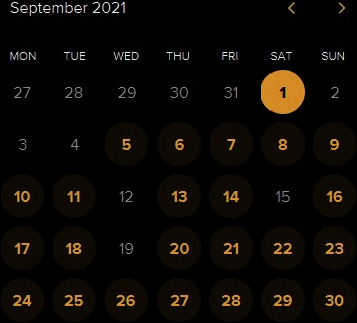 September 2021
MON TUE WED THU FRI SAT SUN
27 28 29 30 31 1 2
3 4 5 6 7 8 9
10 11 12 13 14 15 16
17 18 19 20 21 22 23
24 25 26 27 28 29 30